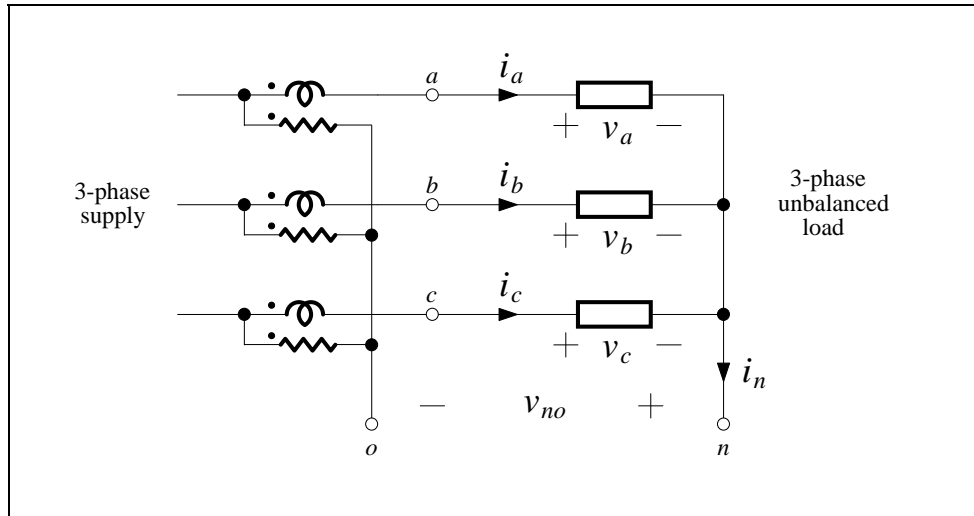 a
i_a
+ v_a −
3-phase
supply
b
i_b
+ v_b −
3-phase
unbalanced
load
c
i_c
+ v_c −
i_n
− v_no +
o
n